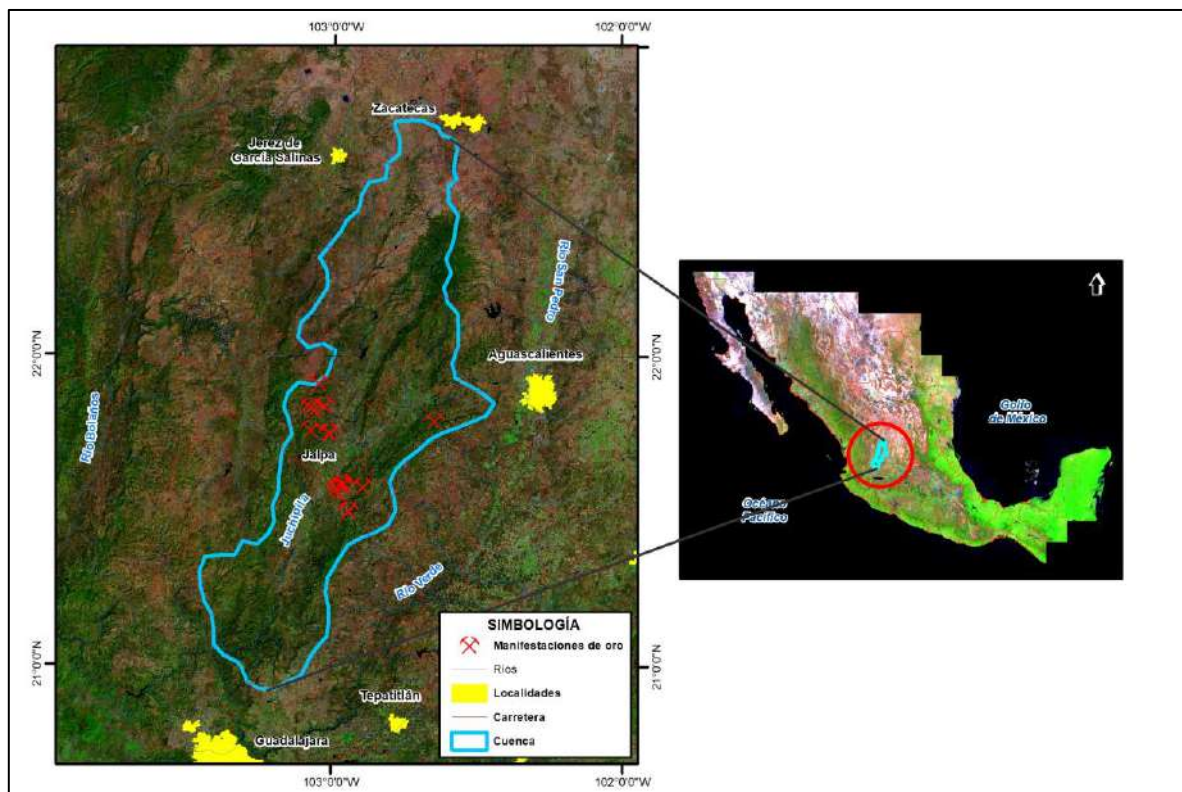 103°0'0"W
102°0'0"W
Zacatecas
Jerez de
García Salinas
Río San Pedro
22°0'0"N
22°0'0"N
Aguascalientes
Río Bolaños
Jalpa
Juchipila
Río Verde
21°0'0"N
21°0'0"N
Tepatitlán
Guadalajara
SIMBOLOGÍA
Manifestaciones de oro
Ríos
Localidades
Carretera
Cuenca
103°0'0"W
102°0'0"W
Golfo
de México
Océano
Pacífico